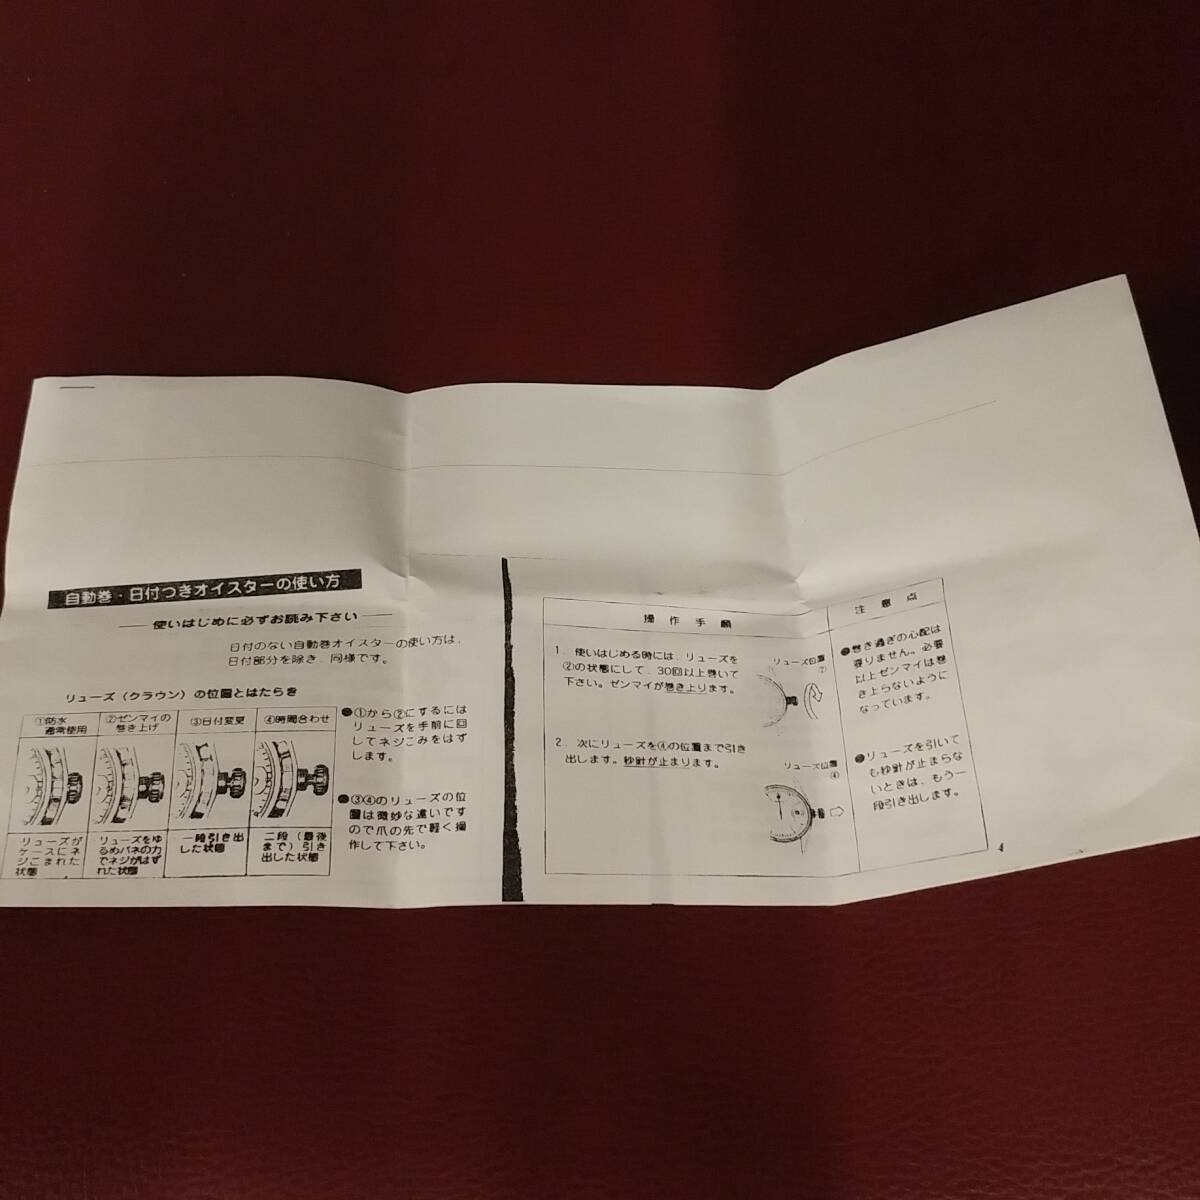 自動巻・日付つきオイスターの使い方
使いはじめに必ずお読み下さい
日付のない自動巻オイスターの使い方は、
日付部分を除き、同様です。
リューズ(クラウン)の位置とはたらき
①防水
通常使用
②ゼンマイの
巻き上げ
③日付変更
④時間合わせ
リューズが
ケースにネ
ジこまれた
状態
リューズをゆ
るめバネの力
でネジがはず
れた状態
一段引き出
した状態
二段(最後
まで)引き
出した状態
●①から②にするには
リューズを手前に回
してネジこみをはず
します。
●③④のリューズの位
置は微妙な違いです
ので爪の先で軽く操
作して下さい。
操作手順
注意点
1. 使いはじめる時には、リューズを
②の状態にして、30回以上巻いて
下さい。ゼンマイが巻き上ります。
リューズ位置
②
●巻き過ぎの心配は
要りません。必要
以上ゼンマイは巻
き上らないように
なっています。
2. 次にリューズを④の位置まで引き
出します。秒針が止まります。
リューズ位置
④
●リューズを引いて
も秒針が止まらな
いときは、もう一
段引き出します。
4